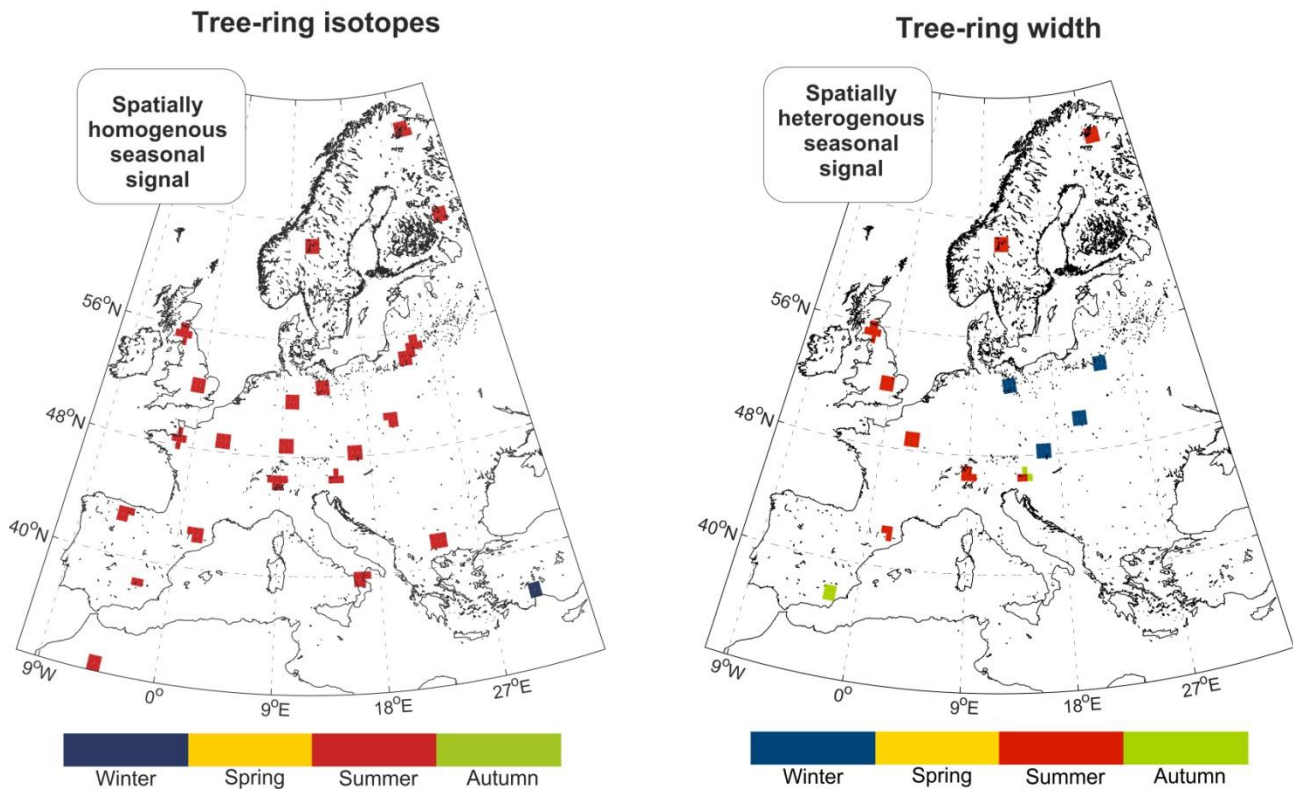 Tree-ring isotopes
Spatially
homogenous
seasonal
signal
56°N
48°N
40°N
9°W
0°
9°E
18°E
27°E
Winter
Spring
Summer
Autumn
Tree-ring width
Spatially
heterogenous
seasonal
signal
56°N
48°N
40°N
9°W
0°
9°E
18°E
27°E
Winter
Spring
Summer
Autumn